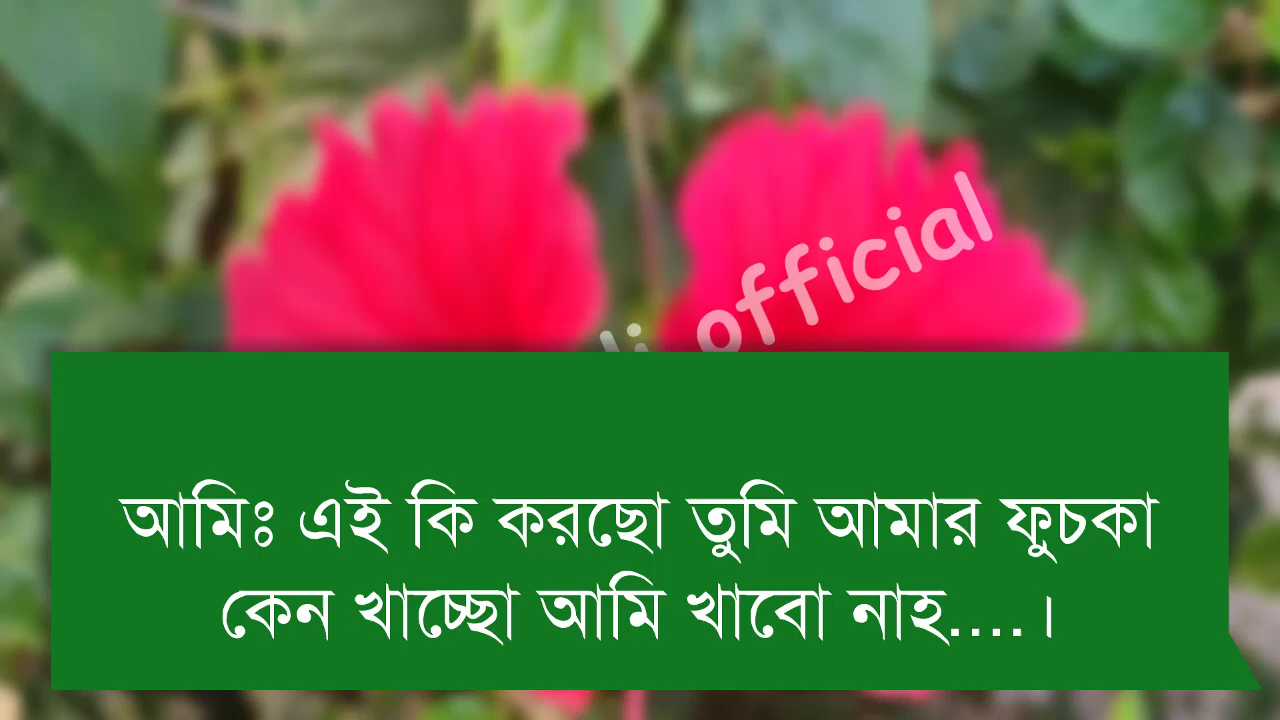 official
আমিঃ এই কি করছো তুমি আমার ফুচকা
কেন খাচ্ছো আমি খাবো নাহ....।